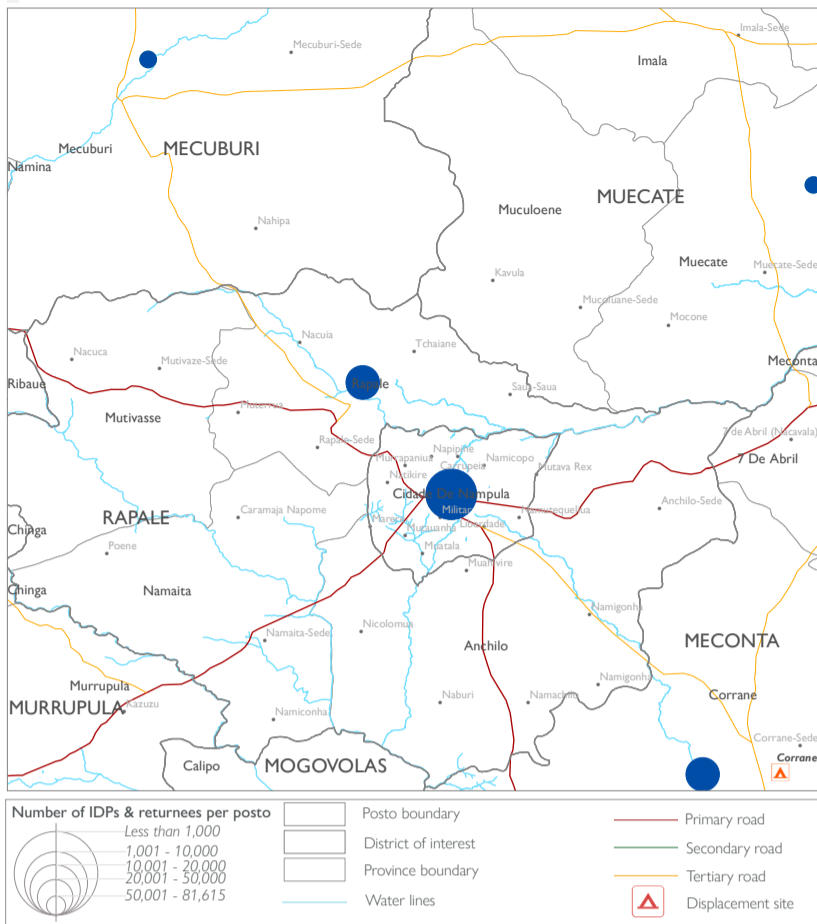 Imala-Sede
Mecuburi-Sede
Imala
Mecuburi
MECUBURI
Namina
Muculoene
MUECATE
Nahipa
Muecate
Muecate-Sede
Kavula
Mucoluane-Sede
Mocone
Nacuia
Tchaiane
Nacuca
Mutivaze-Sede
Meconta
Ribaue
Rapale
Saua-Saua
Mutivasse
Muterrua
7 de Abril (Nacavala)
Rapale-Sede
Napipine
Murrapaniua
Carrupeia
Namicopo
7 De Abril
Mutava Rex
Natikire
Cidade De Nampula
Anchilo-Sede
Caramaja Napome
Militar
Namutequeliua
RAPALE
Marere
Liberdade
Chinga
Mutauanha
Poene
Muatala
Muahivire
Chinga
Namaita
Namigonha
Nicolomua
Namaita-Sede
Anchilo
MECONTA
Namigonha
Murrupula
Corrane
Naburi
Namachilo
MURRUPULA
Kazuzu
Namiconha
Corrane-Sede
Corrane
Calipo
MOGOVOLAS
Number of IDPs & returnees per posto
Less than 1,000
1,001 - 10,000
10,001 - 20,000
20,001 - 50,000
50,001 - 81,615
Posto boundary
District of interest
Province boundary
Water lines
Primary road
Secondary road
Tertiary road
Displacement site